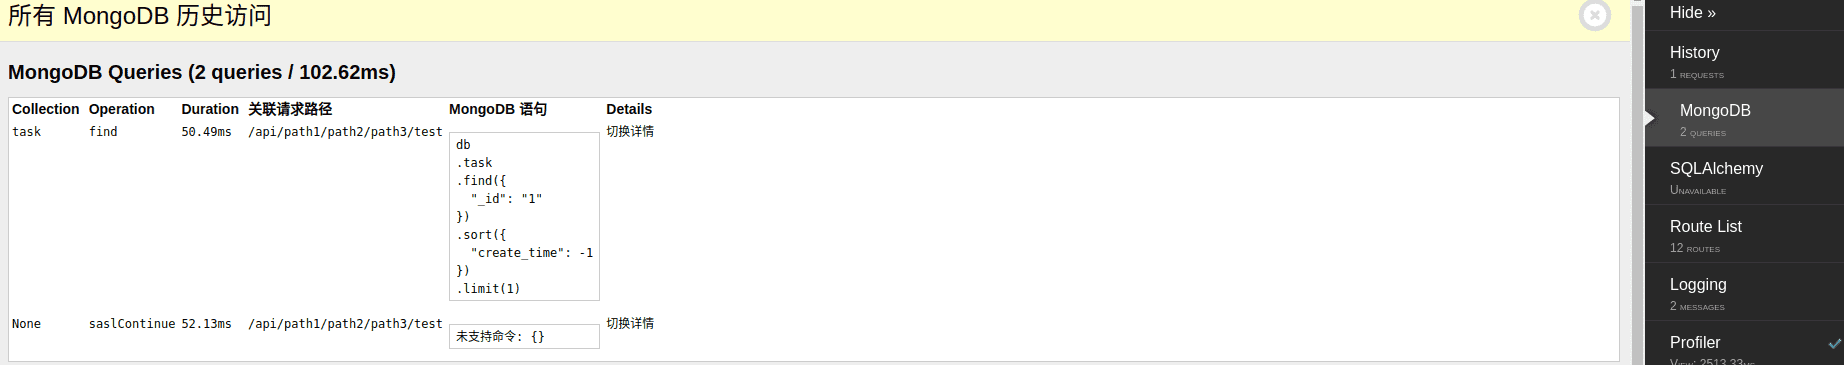 所有 MongoDB 历史访问
MongoDB Queries (2 queries / 102.62ms)
Collection Operation Duration 关联请求路径 MongoDB 语句 Details
task find 50.49ms /api/path1/path2/path3/test 切换详情
db
.task
.find({
  "_id": "1"
})
.sort({
  "create_time": -1
})
.limit(1)
None saslContinue 52.13ms /api/path1/path2/path3/test 切换详情
未支持命令: {}
Hide »
History
1 REQUESTS
MongoDB
2 QUERIES
SQLAlchemy
UNAVAILABLE
Route List
12 ROUTES
Logging
2 MESSAGES
Profiler
VIEW: 2513.33MS